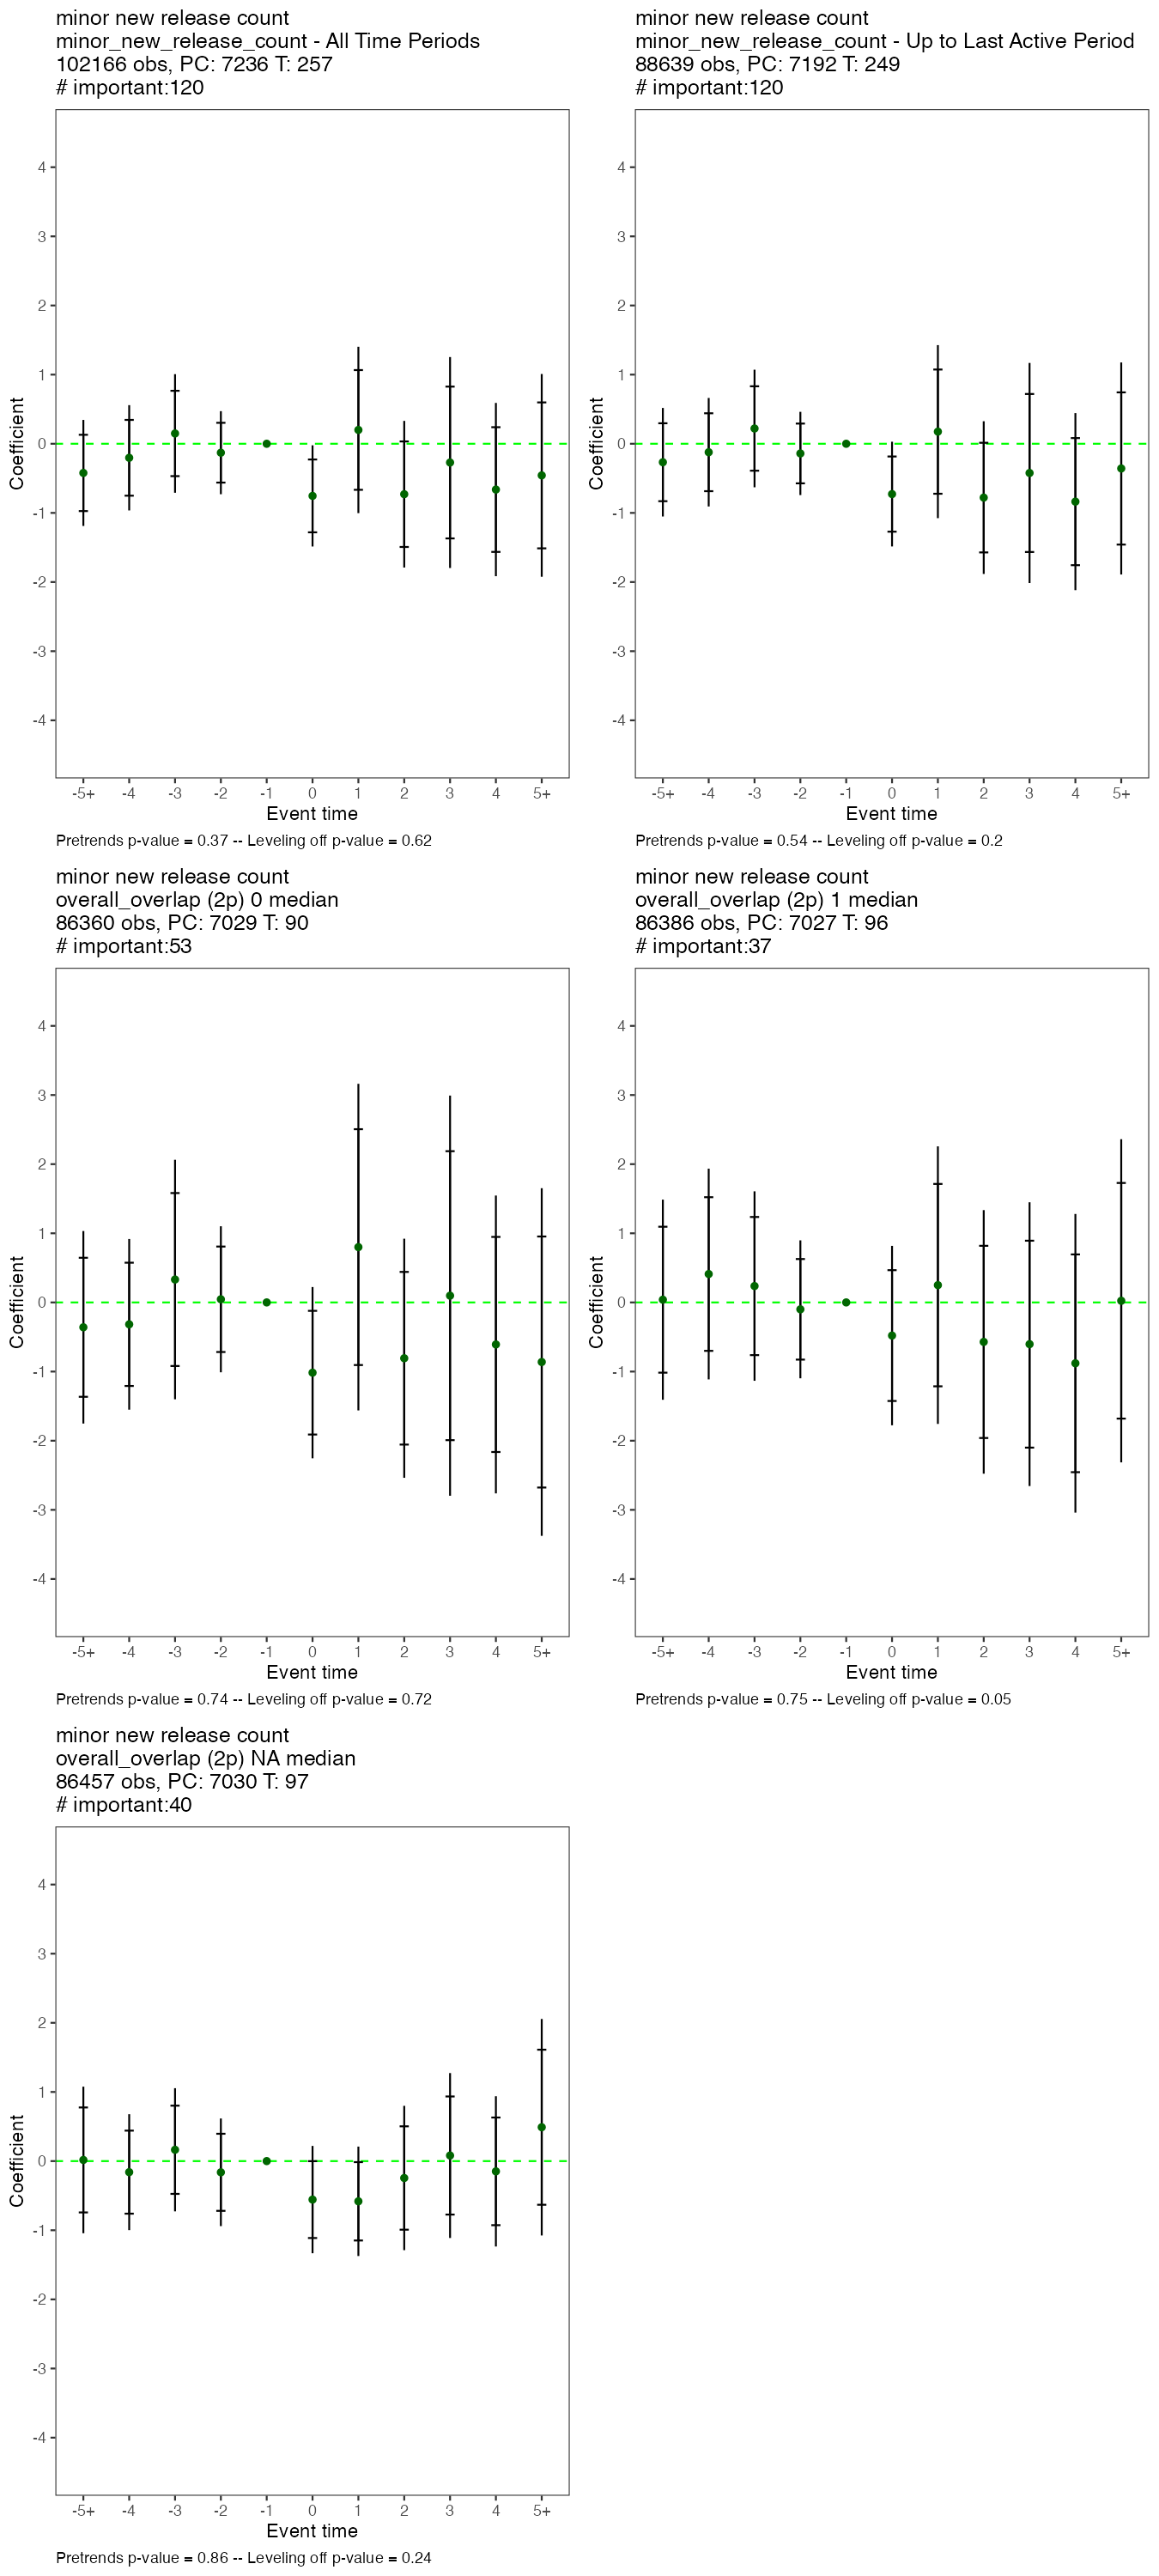 minor new release count
minor_new_release_count - All Time Periods
102166 obs, PC: 7236 T: 257
# important:120
Coefficient
4
3
2
1
0
-1
-2
-3
-4
-5+ -4 -3 -2 -1 0 1 2 3 4 5+
Event time
Pretrends p-value = 0.37 -- Leveling off p-value = 0.62
minor new release count
minor_new_release_count - Up to Last Active Period
88639 obs, PC: 7192 T: 249
# important:120
Coefficient
4
3
2
1
0
-1
-2
-3
-4
-5+ -4 -3 -2 -1 0 1 2 3 4 5+
Event time
Pretrends p-value = 0.54 -- Leveling off p-value = 0.2
minor new release count
overall_overlap (2p) 0 median
86360 obs, PC: 7029 T: 90
# important:53
Coefficient
4
3
2
1
0
-1
-2
-3
-4
-5+ -4 -3 -2 -1 0 1 2 3 4 5+
Event time
Pretrends p-value = 0.74 -- Leveling off p-value = 0.72
minor new release count
overall_overlap (2p) 1 median
86386 obs, PC: 7027 T: 96
# important:37
Coefficient
4
3
2
1
0
-1
-2
-3
-4
-5+ -4 -3 -2 -1 0 1 2 3 4 5+
Event time
Pretrends p-value = 0.75 -- Leveling off p-value = 0.05
minor new release count
overall_overlap (2p) NA median
86457 obs, PC: 7030 T: 97
# important:40
Coefficient
4
3
2
1
0
-1
-2
-3
-4
-5+ -4 -3 -2 -1 0 1 2 3 4 5+
Event time
Pretrends p-value = 0.86 -- Leveling off p-value = 0.24